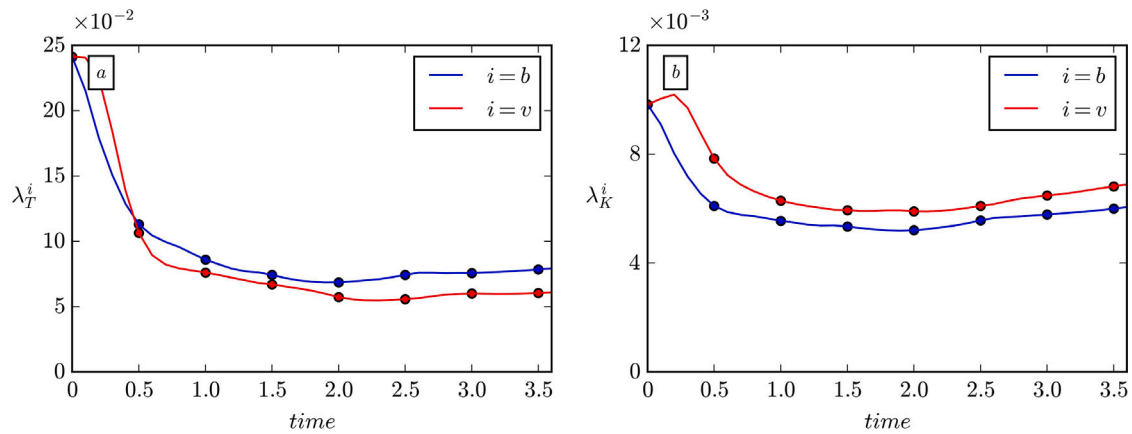 ×10⁻²
25
20
15
10
5
0
λ_T^i
a
i = b
i = v
0 0.5 1.0 1.5 2.0 2.5 3.0 3.5
time
×10⁻³
12
8
4
0
λ_K^i
b
i = b
i = v
0 0.5 1.0 1.5 2.0 2.5 3.0 3.5
time